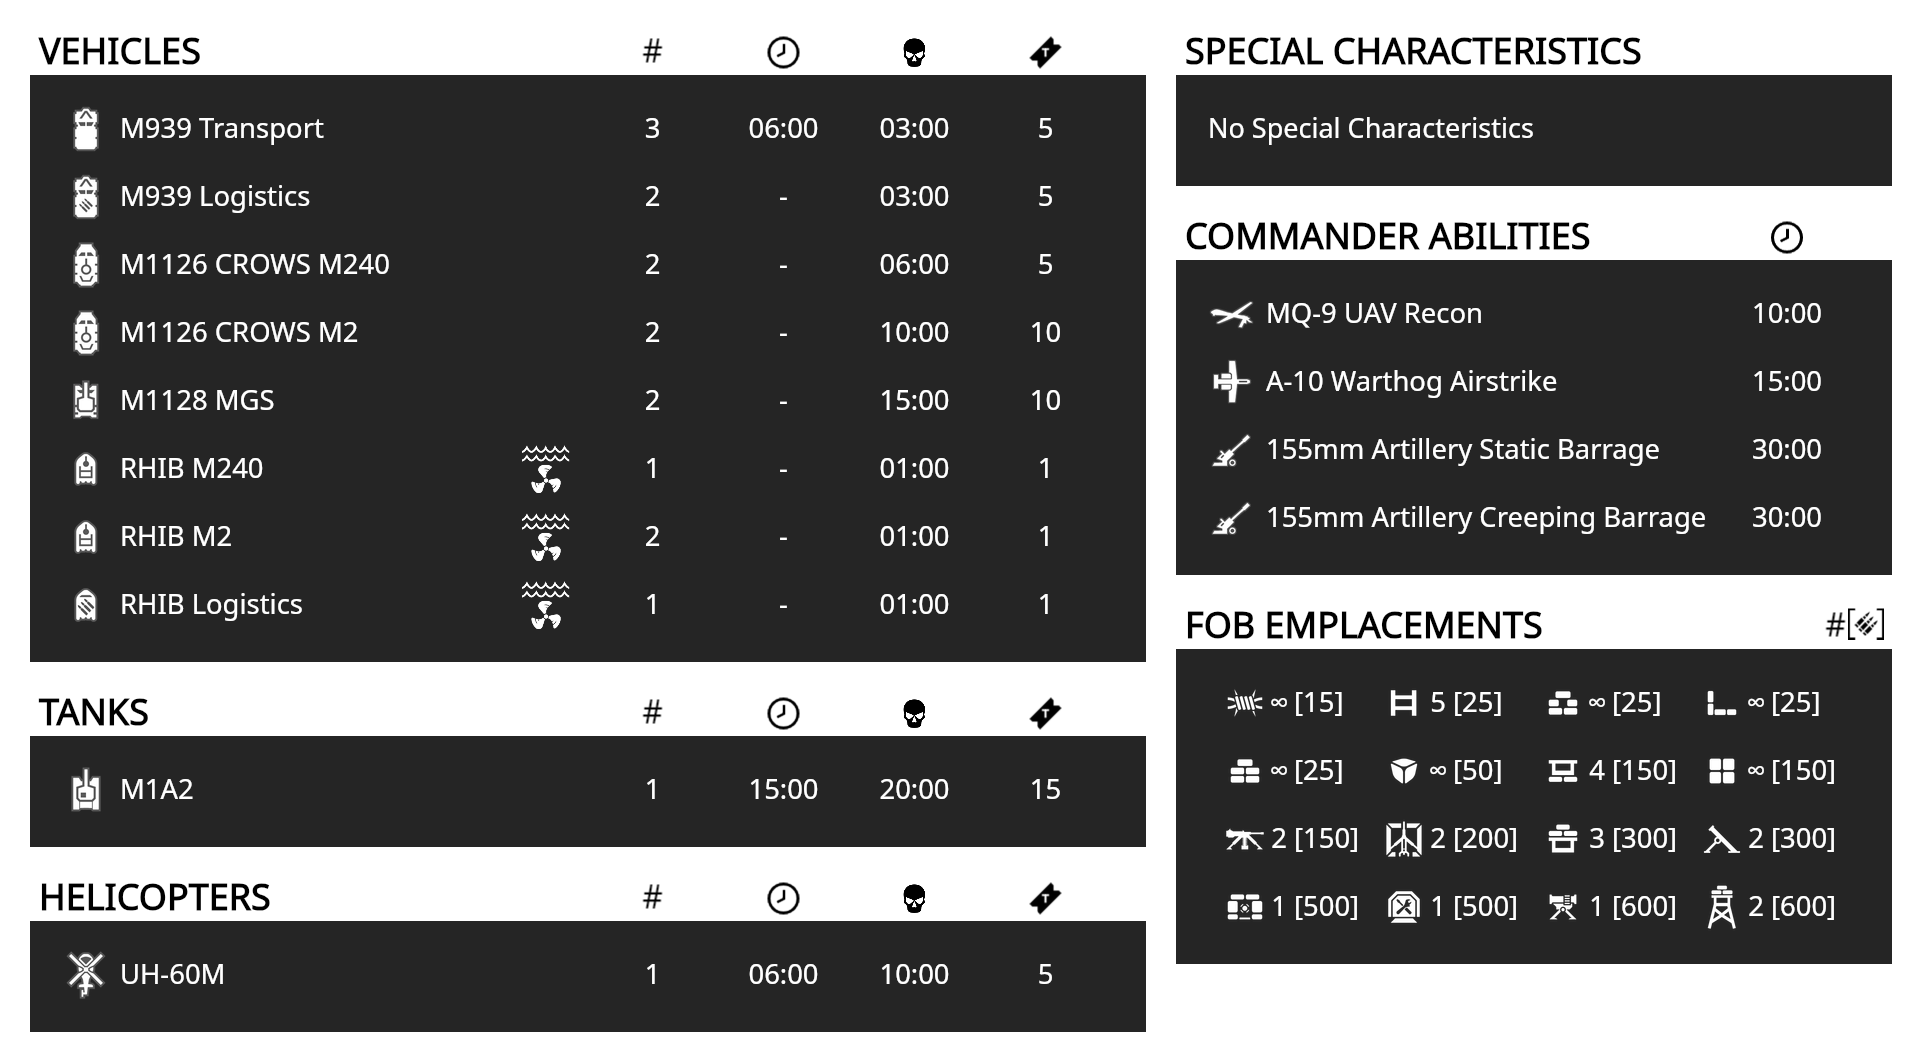 VEHICLES #
M939 Transport 3 06:00 03:00 5
M939 Logistics 2 - 03:00 5
M1126 CROWS M240 2 - 06:00 5
M1126 CROWS M2 2 - 10:00 10
M1128 MGS 2 - 15:00 10
RHIB M240 1 - 01:00 1
RHIB M2 2 - 01:00 1
RHIB Logistics 1 - 01:00 1
TANKS #
M1A2 1 15:00 20:00 15
HELICOPTERS #
UH-60M 1 06:00 10:00 5
SPECIAL CHARACTERISTICS
No Special Characteristics
COMMANDER ABILITIES
MQ-9 UAV Recon 10:00
A-10 Warthog Airstrike 15:00
155mm Artillery Static Barrage 30:00
155mm Artillery Creeping Barrage 30:00
FOB EMPLACEMENTS #[]
∞ [15] 5 [25] ∞ [25] ∞ [25]
∞ [25] ∞ [50] 4 [150] ∞ [150]
2 [150] 2 [200] 3 [300] 2 [300]
1 [500] 1 [500] 1 [600] 2 [600]